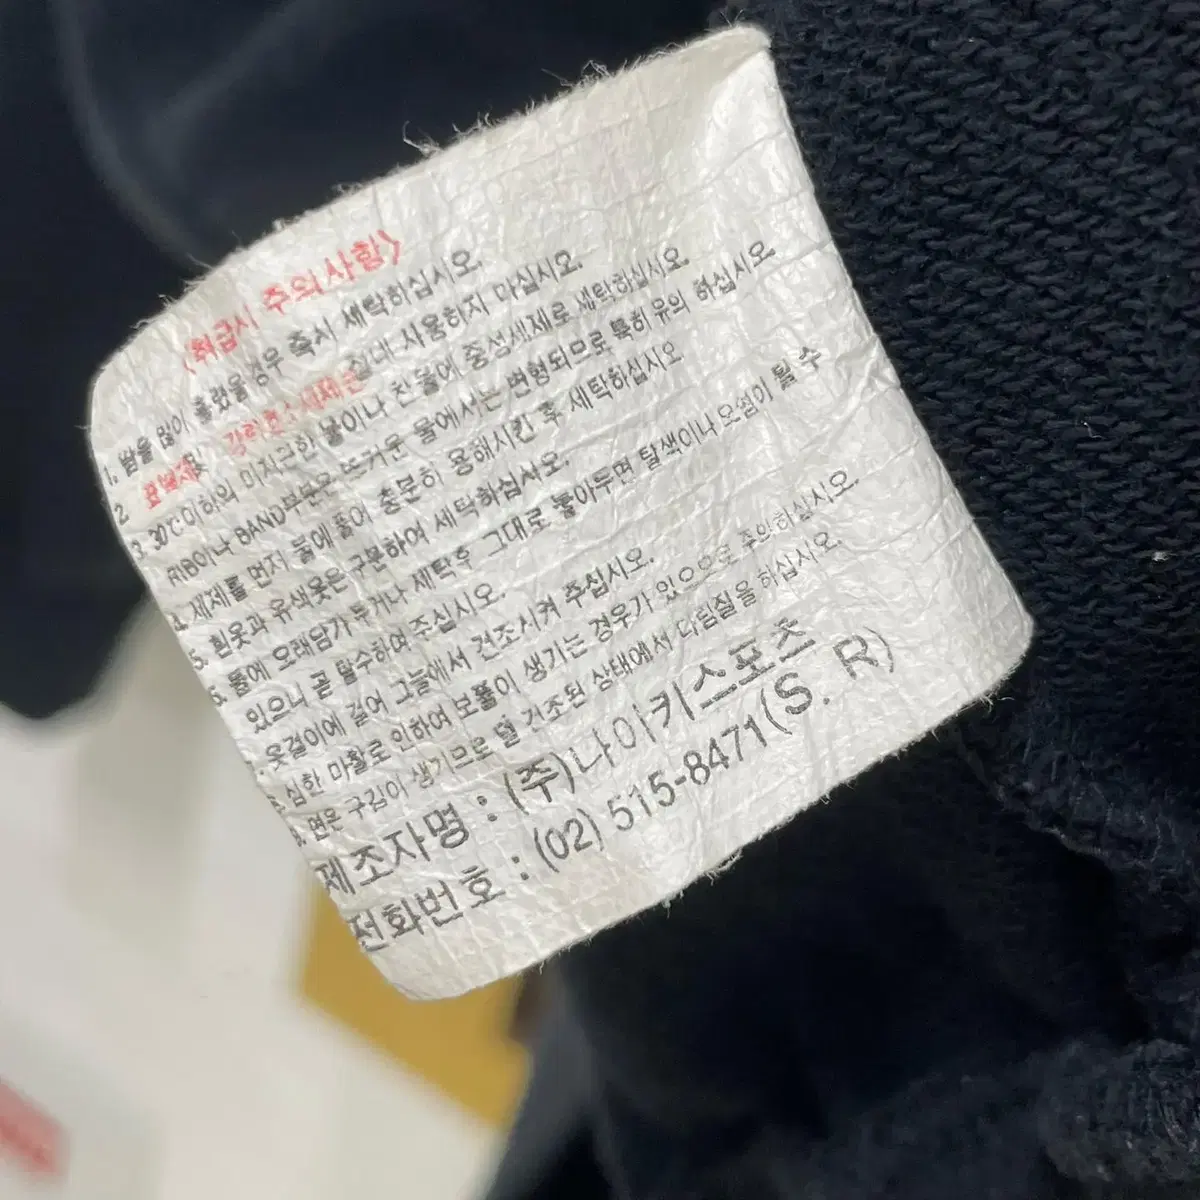 <취급시 주의사항>
1. 땀을 많이 흘렸을경우 즉시 세탁하십시오.
2. 표백제및 강력효소세제는 절대 사용하지 마십시오.
3. 30°C이하의 미지근한 물이나 찬물에 중성세제로 세탁하십시오.
RIB이나 BAND부분은 뜨거운 물에서는 변형되므로 특히 유의 하십시오.
4. 세제를 먼저 물에 풀어 충분히 용해시킨 후 세탁하십시오
5. 흰옷과 유색옷은 구분하여 세탁하십시오.
6. 물에 오래담가두거나 세탁후 그대로 놓아두면 탈색이나 오염이 될 수
있으니 곧 탈수하여 주십시오.
옷걸이에 걸어 그늘에서 건조시켜 주십시오.
심한 마찰로 인하여 보풀이 생기는 경우가 있으므로 주의하십시오.
면은 구김이 생기므로 덜 건조된 상태에서 다림질을 하십시오.
제조자명 : (주)나이키스포츠
전화번호 : (02) 515-8471(S. R)